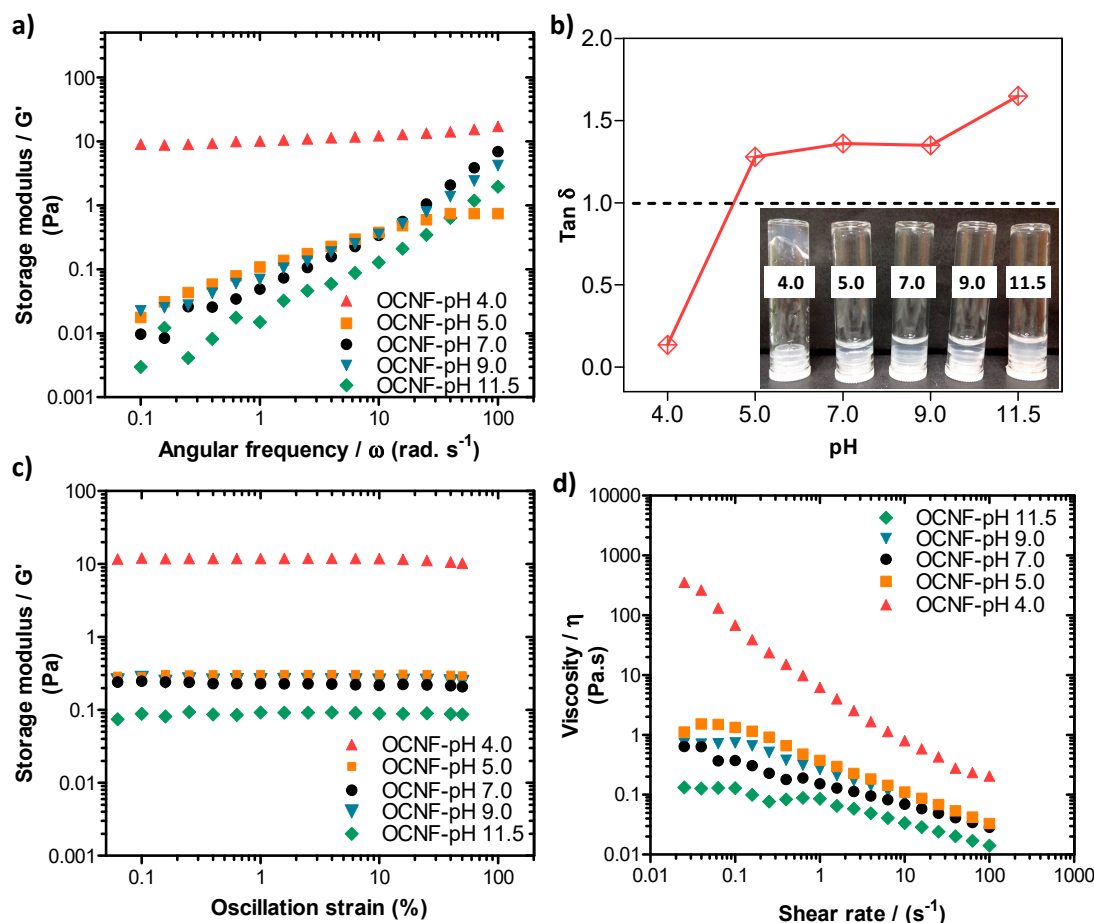 a)
Storage modulus / G'
(Pa)
100
10
1
0.1
0.01
0.001
OCNF-pH 4.0
OCNF-pH 5.0
OCNF-pH 7.0
OCNF-pH 9.0
OCNF-pH 11.5
0.1 1 10 100
Angular frequency / ω (rad. s⁻¹)
b)
Tan δ
2.0
1.5
1.0
0.5
0.0
4.0 5.0 7.0 9.0 11.5
4.0 5.0 7.0 9.0 11.5
pH
c)
Storage modulus / G'
(Pa)
100
10
1
0.1
0.01
0.001
OCNF-pH 4.0
OCNF-pH 5.0
OCNF-pH 7.0
OCNF-pH 9.0
OCNF-pH 11.5
0.1 1 10 100
Oscillation strain (%)
d)
Viscosity / η
(Pa.s)
10000
1000
100
10
1
0.1
0.01
OCNF-pH 11.5
OCNF-pH 9.0
OCNF-pH 7.0
OCNF-pH 5.0
OCNF-pH 4.0
0.01 0.1 1 10 100 1000
Shear rate / (s⁻¹)